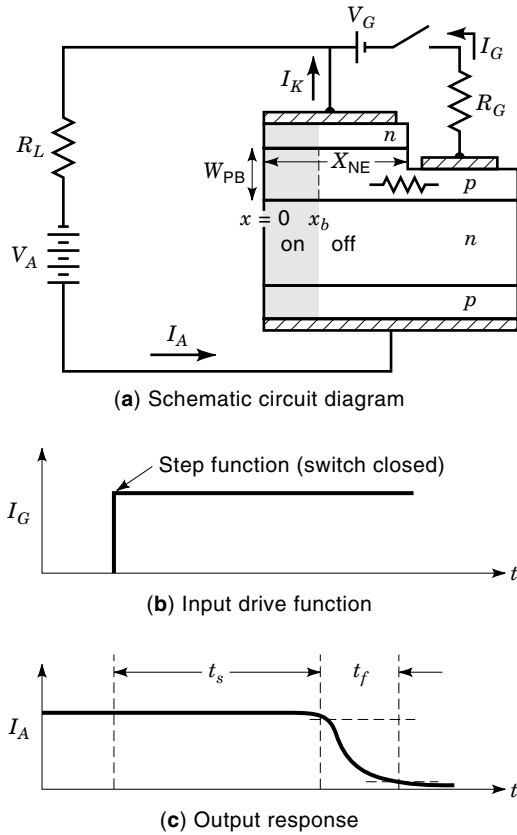 V_G
I_G
I_K
R_G
R_L
n
W_PB
X_NE
p
x = 0 x_b
on off
n
V_A
p
I_A
(a) Schematic circuit diagram
Step function (switch closed)
I_G
t
(b) Input drive function
t_s
t_f
I_A
t
(c) Output response